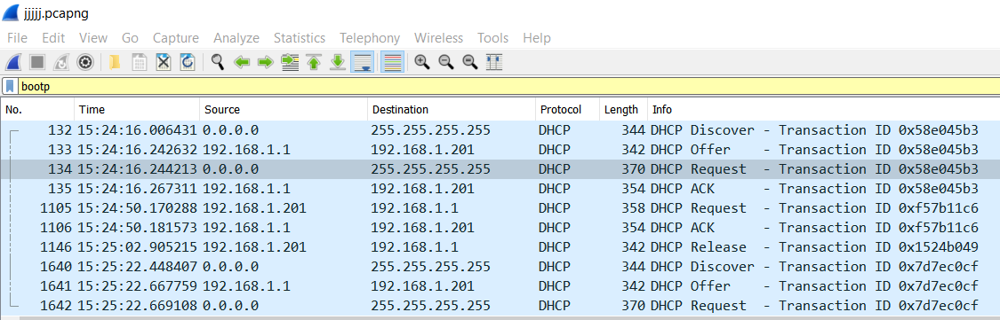 jjjjj.pcapng
File Edit View Go Capture Analyze Statistics Telephony Wireless Tools Help
bootp
No. Time Source Destination Protocol Length Info
132 15:24:16.006431 0.0.0.0 255.255.255.255 DHCP 344 DHCP Discover - Transaction ID 0x58e045b3
133 15:24:16.242632 192.168.1.1 192.168.1.201 DHCP 342 DHCP Offer - Transaction ID 0x58e045b3
134 15:24:16.244213 0.0.0.0 255.255.255.255 DHCP 370 DHCP Request - Transaction ID 0x58e045b3
135 15:24:16.267311 192.168.1.1 192.168.1.201 DHCP 354 DHCP ACK - Transaction ID 0x58e045b3
1105 15:24:50.170288 192.168.1.201 192.168.1.1 DHCP 358 DHCP Request - Transaction ID 0xf57b11c6
1106 15:24:50.181573 192.168.1.1 192.168.1.201 DHCP 354 DHCP ACK - Transaction ID 0xf57b11c6
1146 15:25:02.905215 192.168.1.201 192.168.1.1 DHCP 342 DHCP Release - Transaction ID 0x1524b049
1640 15:25:22.448407 0.0.0.0 255.255.255.255 DHCP 344 DHCP Discover - Transaction ID 0x7d7ec0cf
1641 15:25:22.667759 192.168.1.1 192.168.1.201 DHCP 342 DHCP Offer - Transaction ID 0x7d7ec0cf
1642 15:25:22.669108 0.0.0.0 255.255.255.255 DHCP 370 DHCP Request - Transaction ID 0x7d7ec0cf